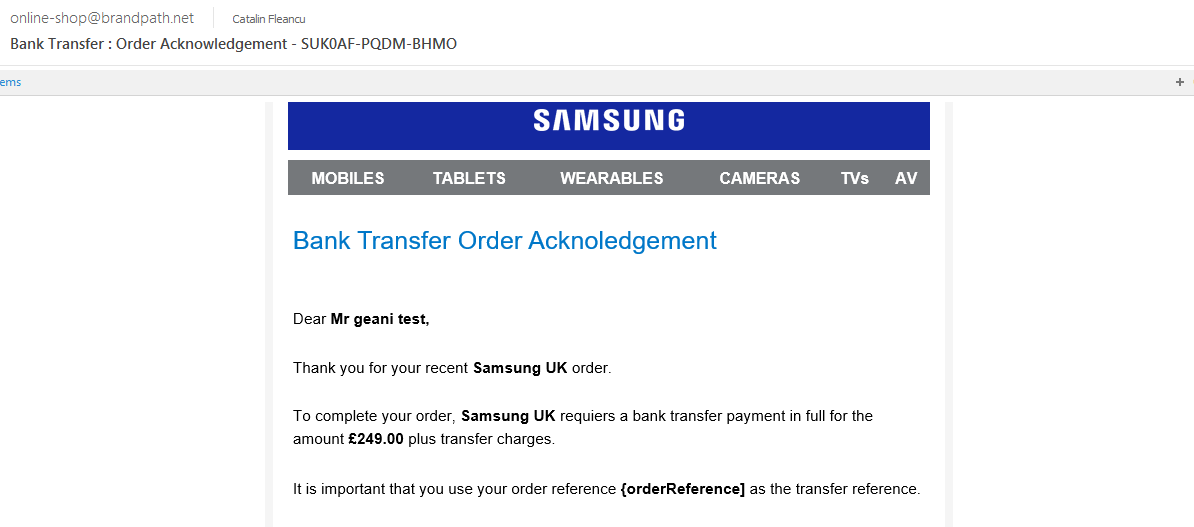 online-shop@brandpath.net Catalin Fleancu
Bank Transfer : Order Acknowledgement - SUK0AF-PQDM-BHMO
ems +
SAMSUNG
MOBILES TABLETS WEARABLES CAMERAS TVs AV
Bank Transfer Order Acknoledgement
Dear Mr geani test,
Thank you for your recent Samsung UK order.
To complete your order, Samsung UK requiers a bank transfer payment in full for the
amount £249.00 plus transfer charges.
It is important that you use your order reference {orderReference] as the transfer reference.